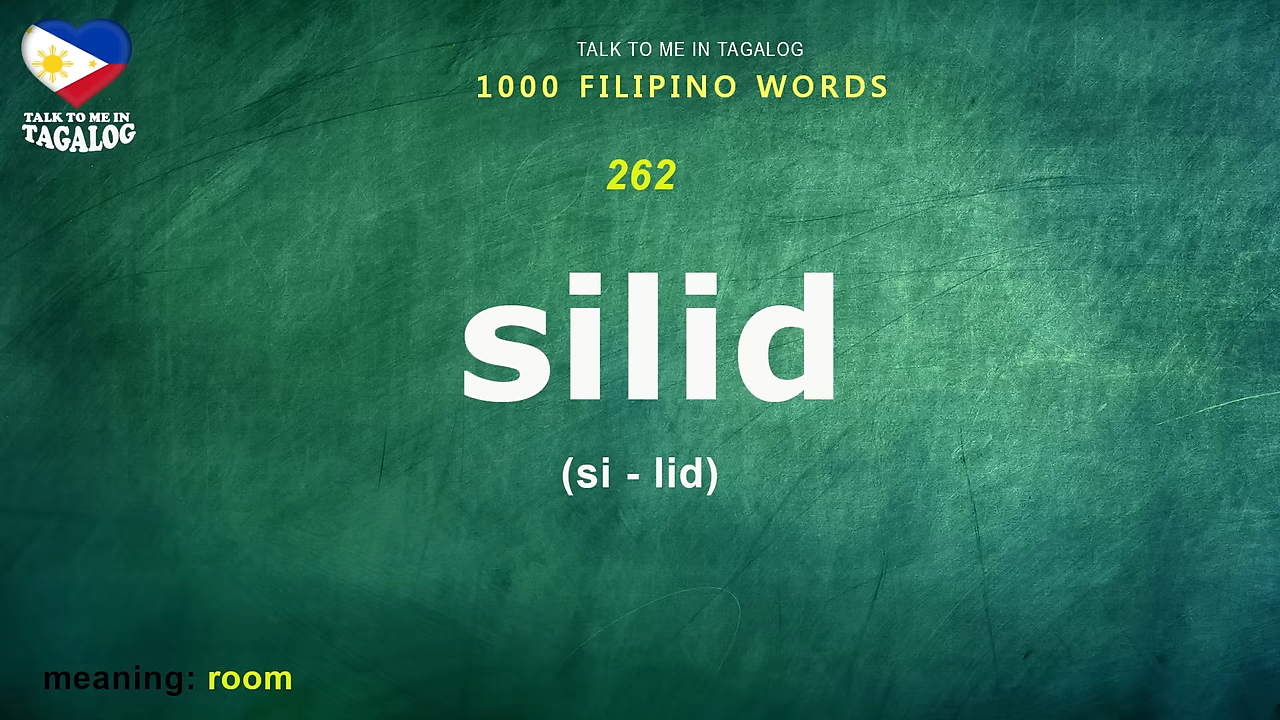 TALK TO ME IN
TAGALOG
TALK TO ME IN TAGALOG
1000 FILIPINO WORDS
262
silid
(si - lid)
meaning: room